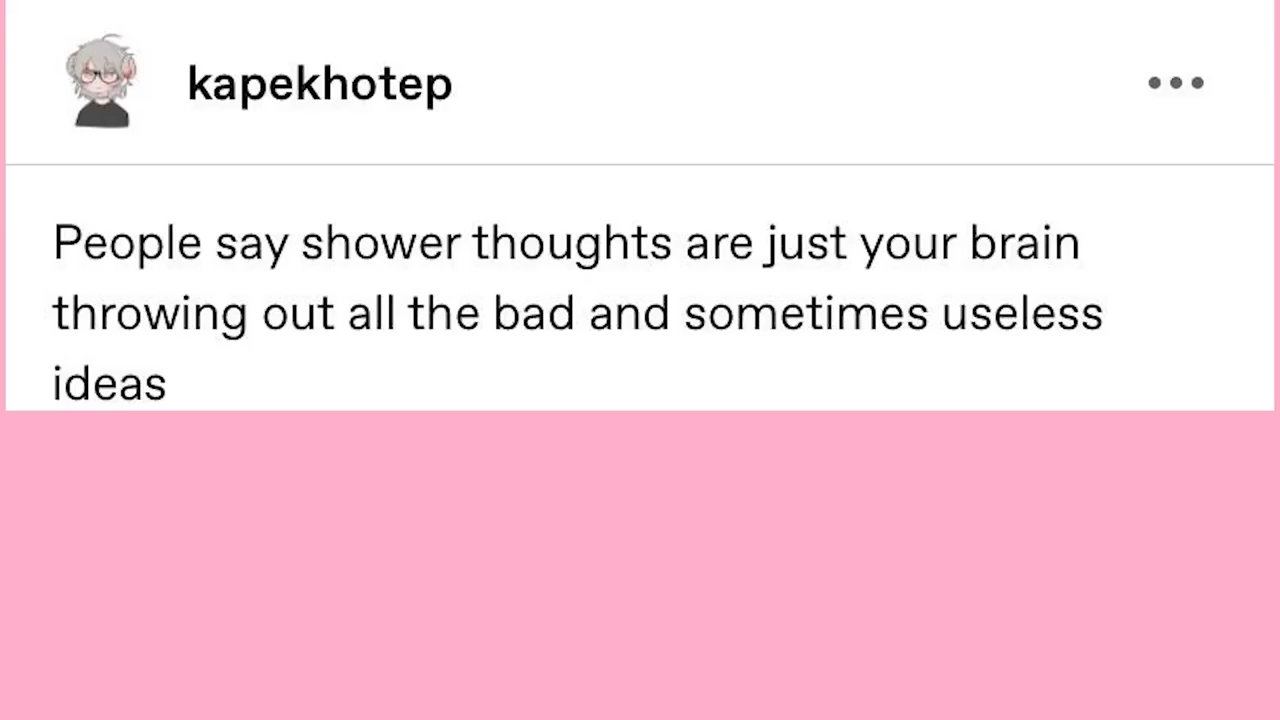 kapekhotep
People say shower thoughts are just your brain
throwing out all the bad and sometimes useless
ideas